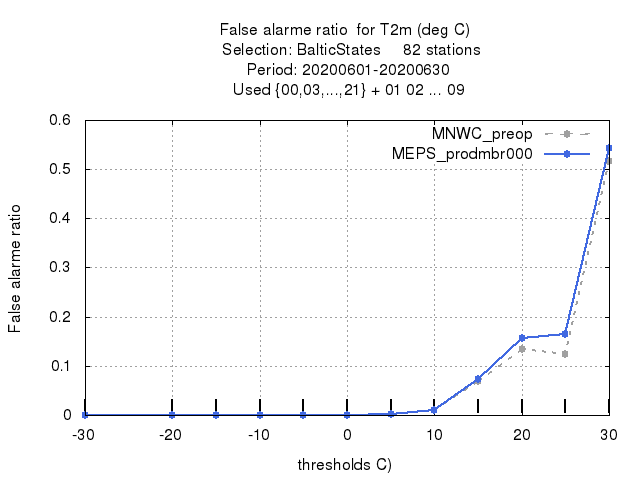 False alarme ratio  for T2m (deg C)
Selection: BalticStates     82 stations
Period: 20200601-20200630
Used {00,03,...,21} + 01 02 ... 09
MNWC_preop
MEPS_prodmbr000
False alarme ratio
0.6
0.5
0.4
0.3
0.2
0.1
0
-30 -20 -10 0 10 20 30
thresholds C)